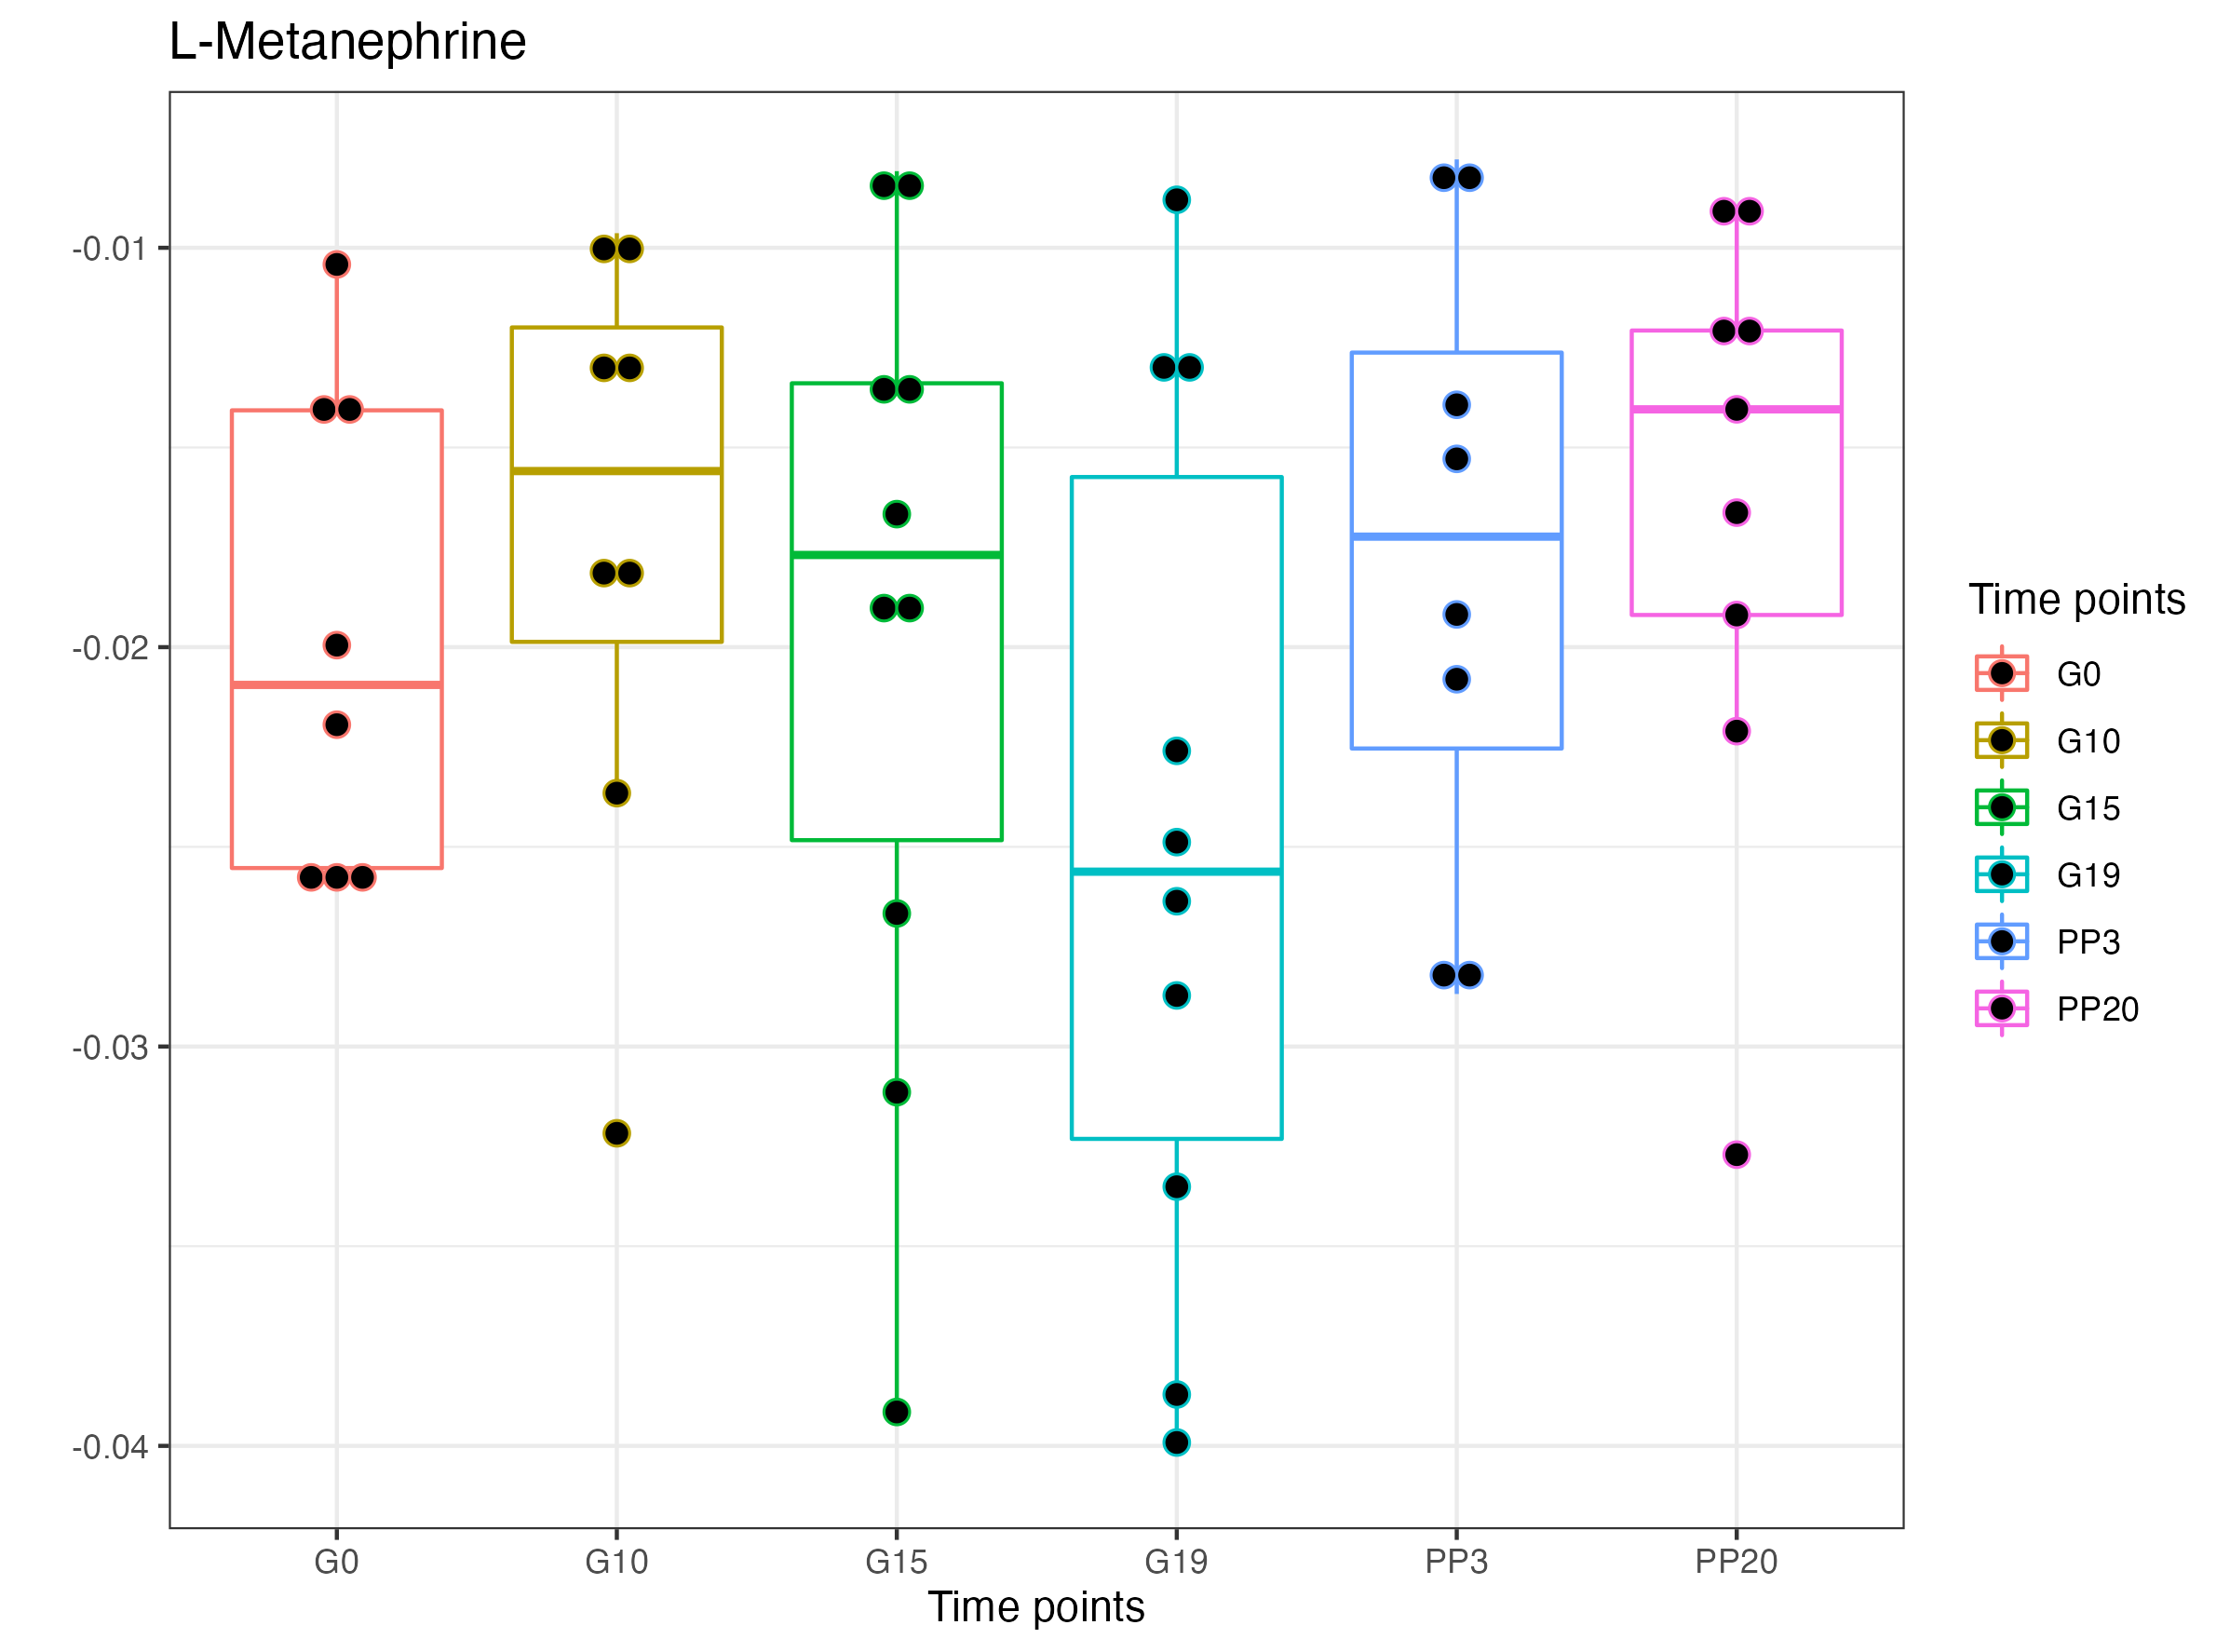 L-Metanephrine
-0.01
-0.02
-0.03
-0.04
G0 G10 G15 G19 PP3 PP20
Time points
Time points
G0
G10
G15
G19
PP3
PP20